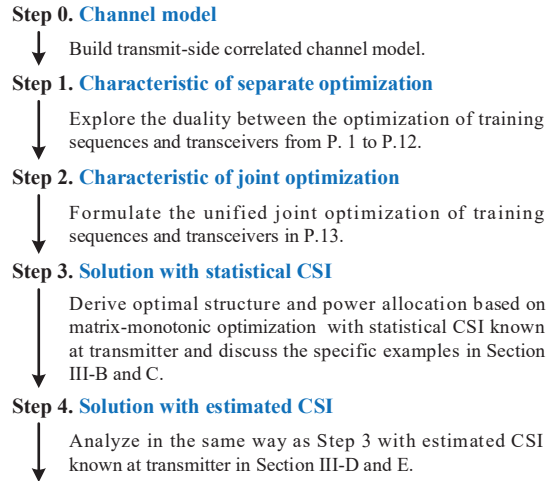 Step 0. Channel model
Build transmit-side correlated channel model.
Step 1. Characteristic of separate optimization
Explore the duality between the optimization of training
sequences and transceivers from P. 1 to P.12.
Step 2. Characteristic of joint optimization
Formulate the unified joint optimization of training
sequences and transceivers in P.13.
Step 3. Solution with statistical CSI
Derive optimal structure and power allocation based on
matrix-monotonic optimization with statistical CSI known
at transmitter and discuss the specific examples in Section
III-B and C.
Step 4. Solution with estimated CSI
Analyze in the same way as Step 3 with estimated CSI
known at transmitter in Section III-D and E.